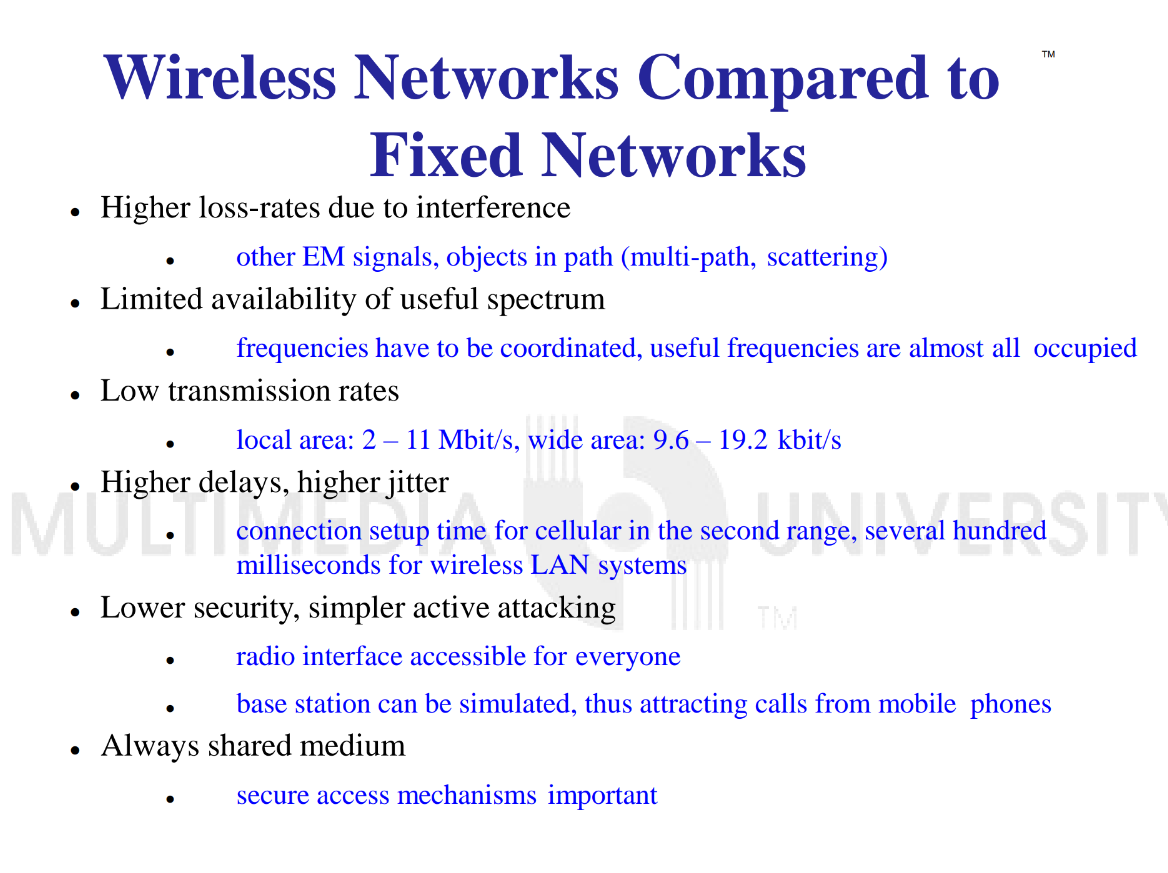 Wireless Networks Compared to
TM
Fixed Networks
• Higher loss-rates due to interference
• other EM signals, objects in path (multi-path, scattering)
• Limited availability of useful spectrum
• frequencies have to be coordinated, useful frequencies are almost all occupied
• Low transmission rates
• local area: 2 – 11 Mbit/s, wide area: 9.6 – 19.2 kbit/s
• Higher delays, higher jitter
• connection setup time for cellular in the second range, several hundred
milliseconds for wireless LAN systems
• Lower security, simpler active attacking
• radio interface accessible for everyone
• base station can be simulated, thus attracting calls from mobile phones
• Always shared medium
• secure access mechanisms important
MULTIMEDIA UNIVERSITY
TM